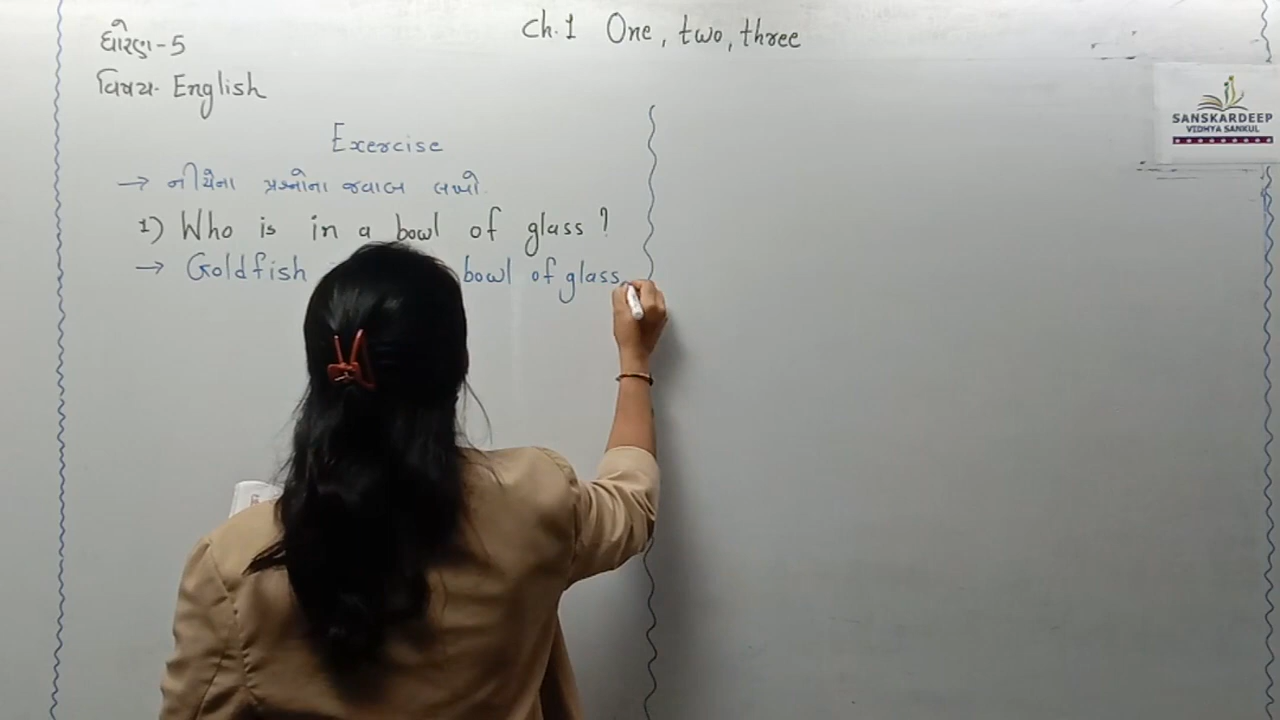 ધોરણ-5
વિષય- English
Ch.1 One, two, three
Exercise
→ નીચેના પ્રશ્નોના જવાબ લખો.
1) Who is in a bowl of glass?
→ Goldfish bowl of glass
SANSKARDEEP
VIDHYA SANKUL